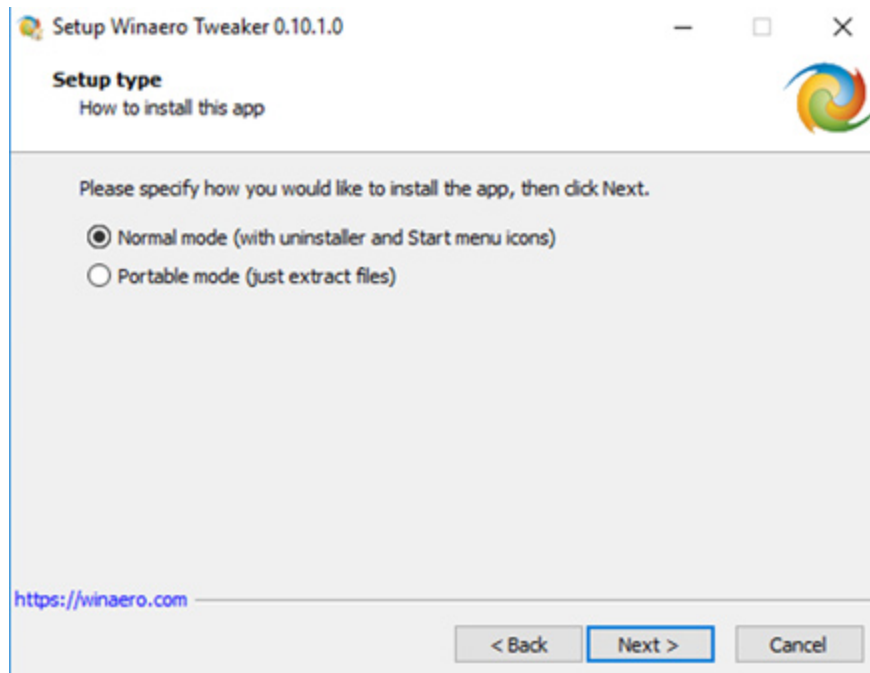 Setup Winaero Tweaker 0.10.1.0
Setup type
How to install this app
Please specify how you would like to install the app, then click Next.
Normal mode (with uninstaller and Start menu icons)
Portable mode (just extract files)
https://winaero.com
< Back Next > Cancel